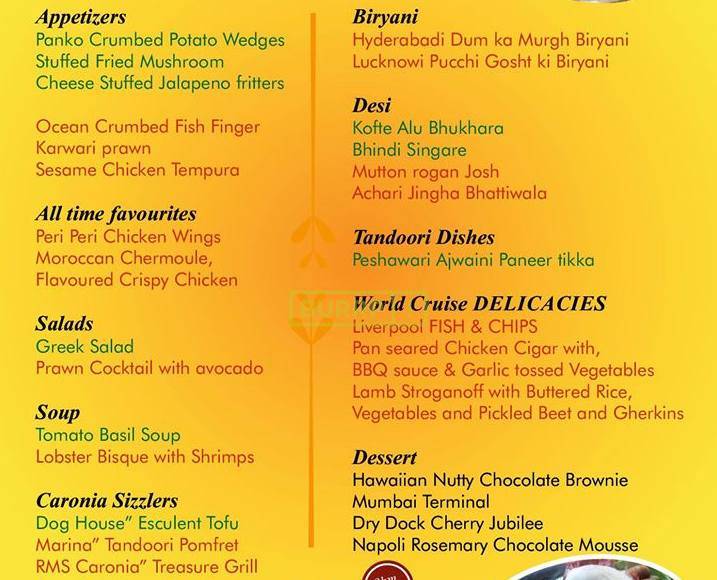 Appetizers
Panko Crumbed Potato Wedges
Stuffed Fried Mushroom
Cheese Stuffed Jalapeno fritters
Ocean Crumbed Fish Finger
Karwari prawn
Sesame Chicken Tempura
All time favourites
Peri Peri Chicken Wings
Moroccan Chermoule,
Flavoured Crispy Chicken
Salads
Greek Salad
Prawn Cocktail with avocado
Soup
Tomato Basil Soup
Lobster Bisque with Shrimps
Caronia Sizzlers
Dog House” Esculent Tofu
Marina” Tandoori Pomfret
RMS Caronia” Treasure Grill
Biryani
Hyderabadi Dum ka Murgh Biryani
Lucknowi Pucchi Gosht ki Biryani
Desi
Kofte Alu Bhukhara
Bhindi Singare
Mutton rogan Josh
Achari Jingha Bhattiwala
Tandoori Dishes
Peshawari Ajwaini Paneer tikka
World Cruise DELICACIES
Liverpool FISH & CHIPS
Pan seared Chicken Cigar with,
BBQ sauce & Garlic tossed Vegetables
Lamb Stroganoff with Buttered Rice,
Vegetables and Pickled Beet and Gherkins
Dessert
Hawaiian Nutty Chocolate Brownie
Mumbai Terminal
Dry Dock Cherry Jubilee
Napoli Rosemary Chocolate Mousse